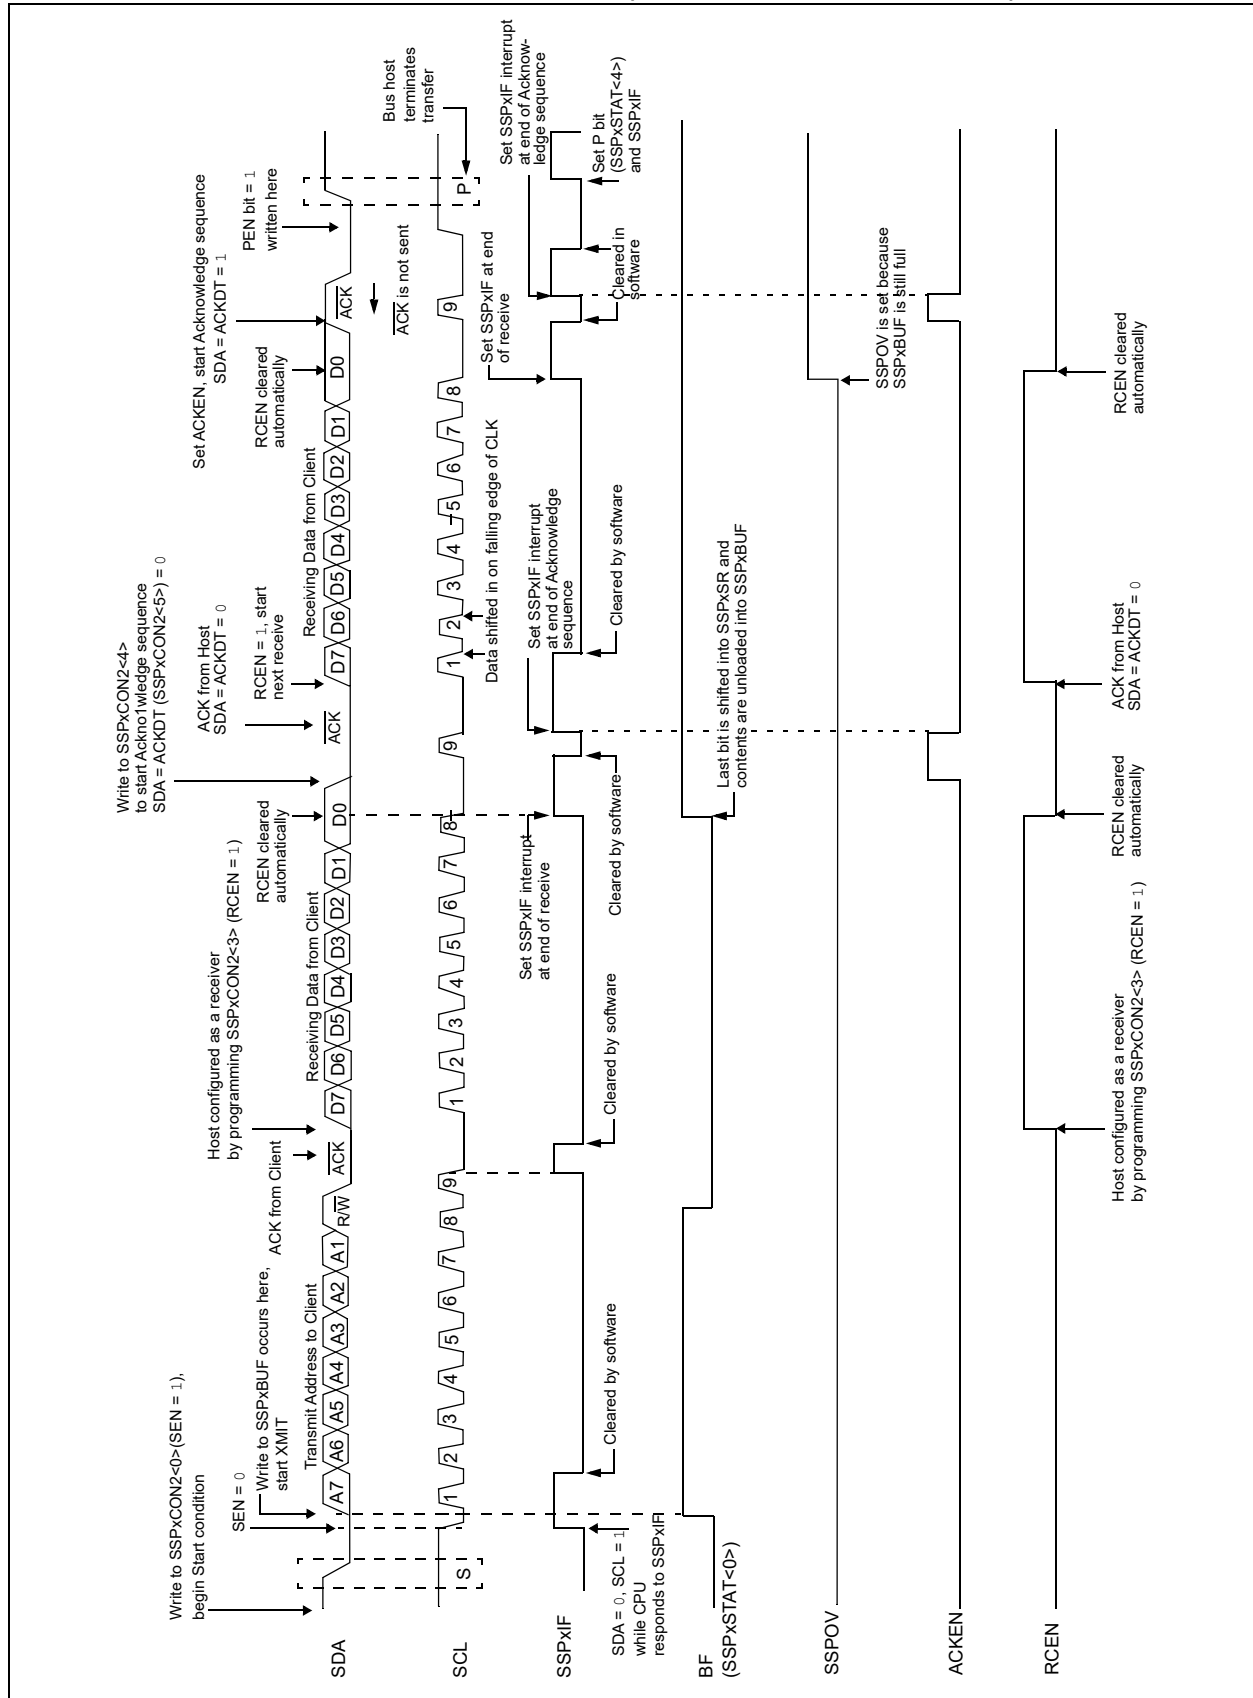 Write to SSPxCON2<4>
to start Ackno1wledge sequence
SDA = ACKDT (SSPxCON2<5>) = 0
Write to SSPxCON2<0>(SEN = 1),
begin Start condition
Host configured as a receiver
by programming SSPxCON2<3> (RCEN = 1)
ACK from Host
SDA = ACKDT = 0
Set ACKEN, start Acknowledge sequence
SDA = ACKDT = 1
SEN = 0
Write to SSPxBUF occurs here,
start XMIT
ACK from Client
RCEN cleared
automatically
RCEN = 1, start
next receive
RCEN cleared
automatically
PEN bit = 1
written here
Transmit Address to Client
Receiving Data from Client
Receiving Data from Client
SDA
A7 A6 A5 A4 A3 A2 A1 R/W ACK D7 D6 D5 D4 D3 D2 D1 D0 ACK D7 D6 D5 D4 D3 D2 D1 D0 ACK
ACK is not sent
Bus host
terminates
transfer
SCL
S 1 2 3 4 5 6 7 8 9 1 2 3 4 5 6 7 8 9 1 2 3 4 5 6 7 8 9 P
Data shifted in on falling edge of CLK
Set SSPxIF interrupt
at end of receive
Set SSPxIF interrupt
at end of Acknowledge
sequence
Set SSPxIF at end
of receive
Set SSPxIF interrupt
at end of Acknow-
ledge sequence
SSPxIF
Set P bit
(SSPxSTAT<4>)
and SSPxIF
SDA = 0, SCL = 1
while CPU
responds to SSPxIF
Cleared by software
Cleared by software
Cleared by software
Cleared by software
Cleared in
software
BF
(SSPxSTAT<0>)
Last bit is shifted into SSPxSR and
contents are unloaded into SSPxBUF
SSPOV
SSPOV is set because
SSPxBUF is still full
ACKEN
RCEN
Host configured as a receiver
by programming SSPxCON2<3> (RCEN = 1)
RCEN cleared
automatically
ACK from Host
SDA = ACKDT = 0
RCEN cleared
automatically